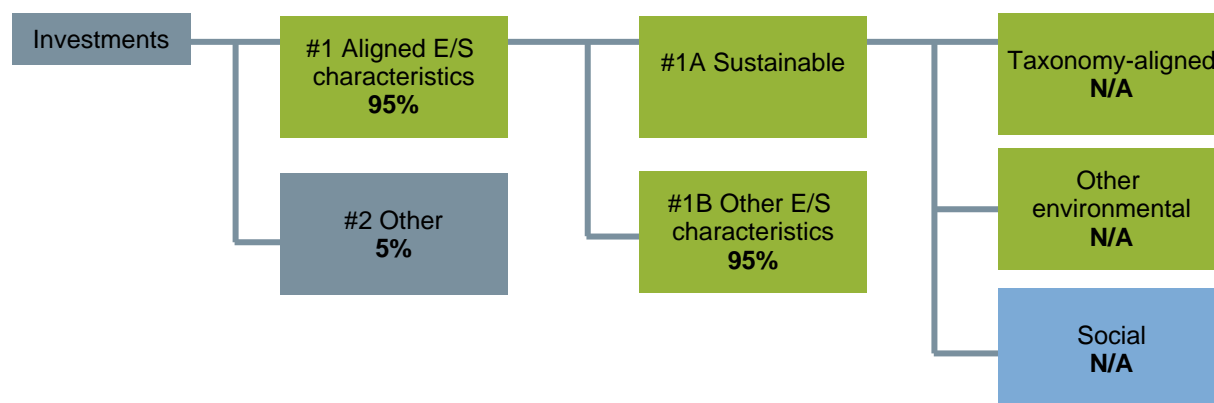 Investments
#1 Aligned E/S
characteristics
95%
#2 Other
5%
#1A Sustainable
#1B Other E/S
characteristics
95%
Taxonomy-aligned
N/A
Other
environmental
N/A
Social
N/A